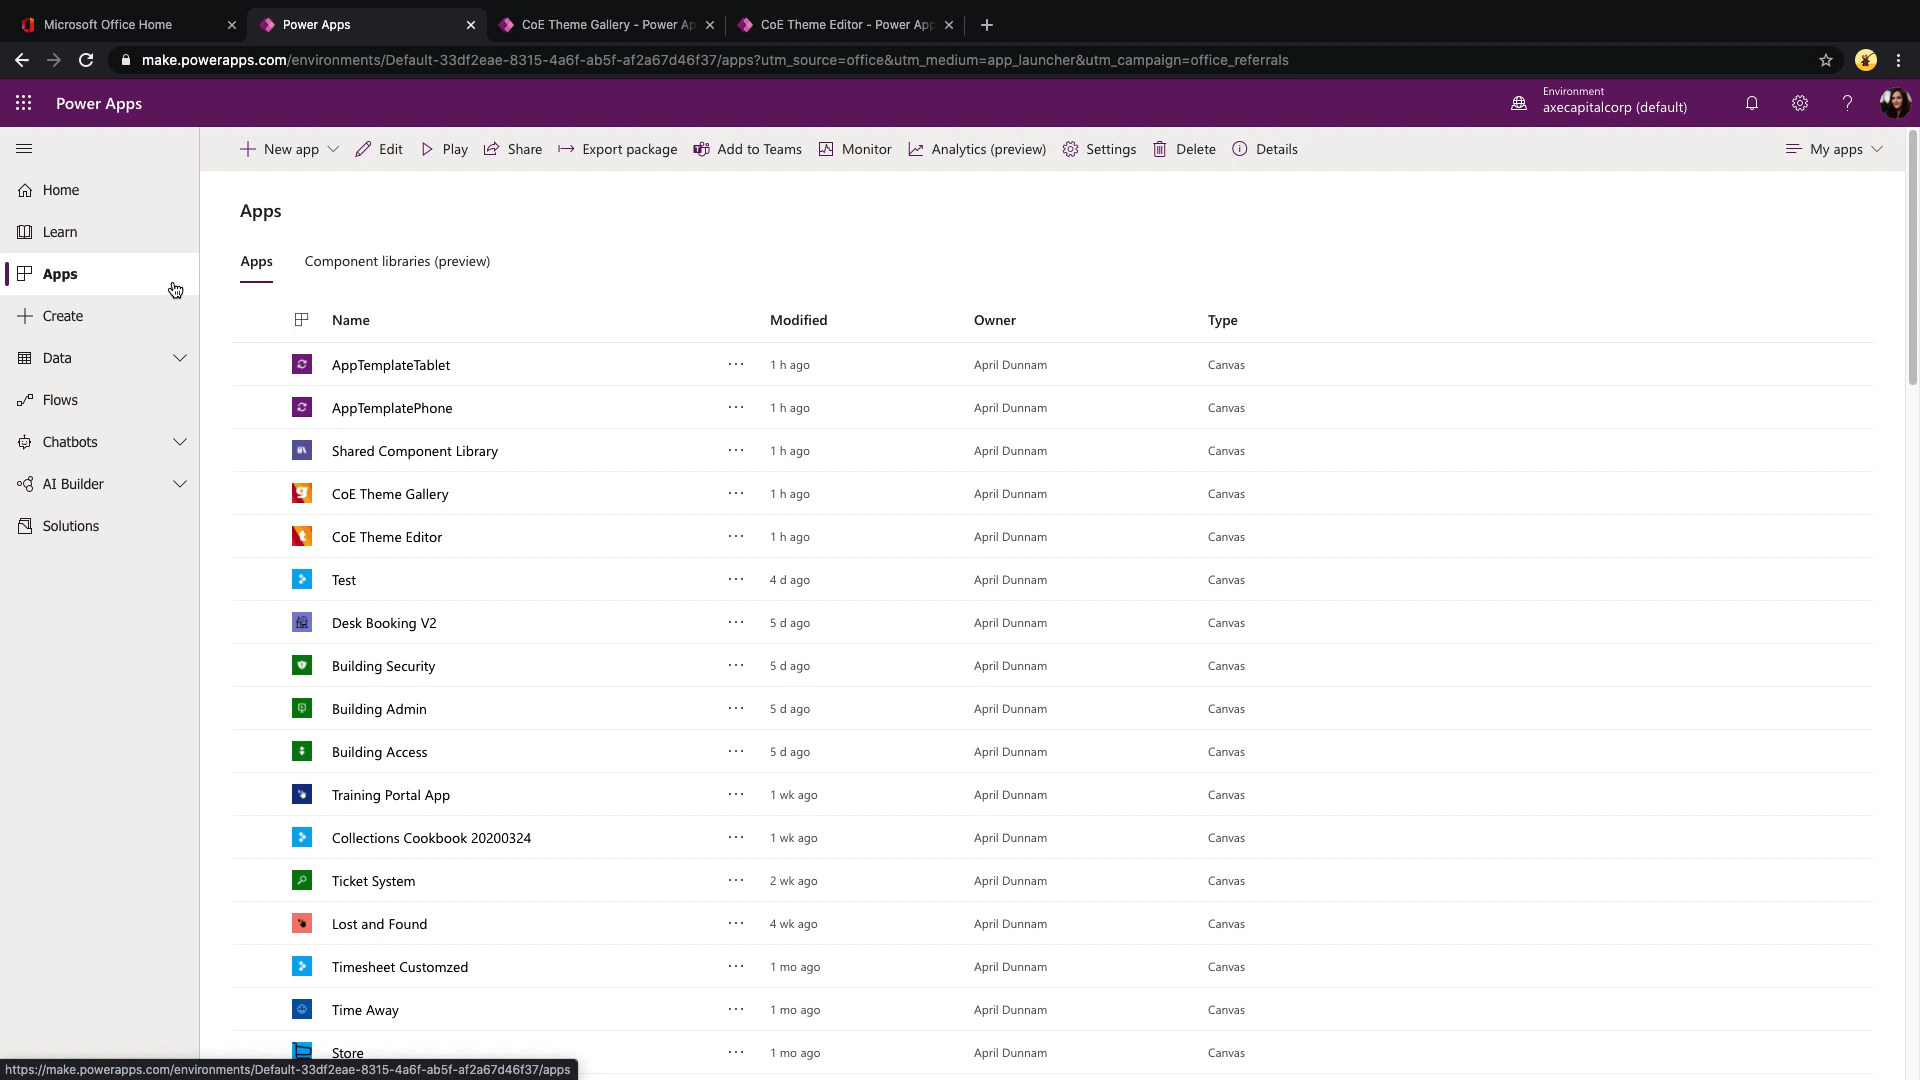 Microsoft Office Home
Power Apps
CoE Theme Gallery - Power Ap
CoE Theme Editor - Power App
make.powerapps.com/environments/Default-33df2eae-8315-4a6f-ab5f-af2a67d46f37/apps?utm_source=office&utm_medium=app_launcher&utm_campaign=office_referrals
Power Apps
Environment
axecapitalcorp (default)
New app
Edit
Play
Share
Export package
Add to Teams
Monitor
Analytics (preview)
Settings
Delete
Details
My apps
Home
Learn
Apps
Create
Data
Flows
Chatbots
AI Builder
Solutions
Apps
Apps
Component libraries (preview)
Name Modified Owner Type
AppTemplateTablet ... 1 h ago April Dunnam Canvas
AppTemplatePhone ... 1 h ago April Dunnam Canvas
Shared Component Library ... 1 h ago April Dunnam Canvas
CoE Theme Gallery ... 1 h ago April Dunnam Canvas
CoE Theme Editor ... 1 h ago April Dunnam Canvas
Test ... 4 d ago April Dunnam Canvas
Desk Booking V2 ... 5 d ago April Dunnam Canvas
Building Security ... 5 d ago April Dunnam Canvas
Building Admin ... 5 d ago April Dunnam Canvas
Building Access ... 5 d ago April Dunnam Canvas
Training Portal App ... 1 wk ago April Dunnam Canvas
Collections Cookbook 20200324 ... 1 wk ago April Dunnam Canvas
Ticket System ... 2 wk ago April Dunnam Canvas
Lost and Found ... 4 wk ago April Dunnam Canvas
Timesheet Customzed ... 1 mo ago April Dunnam Canvas
Time Away ... 1 mo ago April Dunnam Canvas
Store ... 1 mo ago April Dunnam Canvas
https://make.powerapps.com/environments/Default-33df2eae-8315-4a6f-ab5f-af2a67d46f37/apps